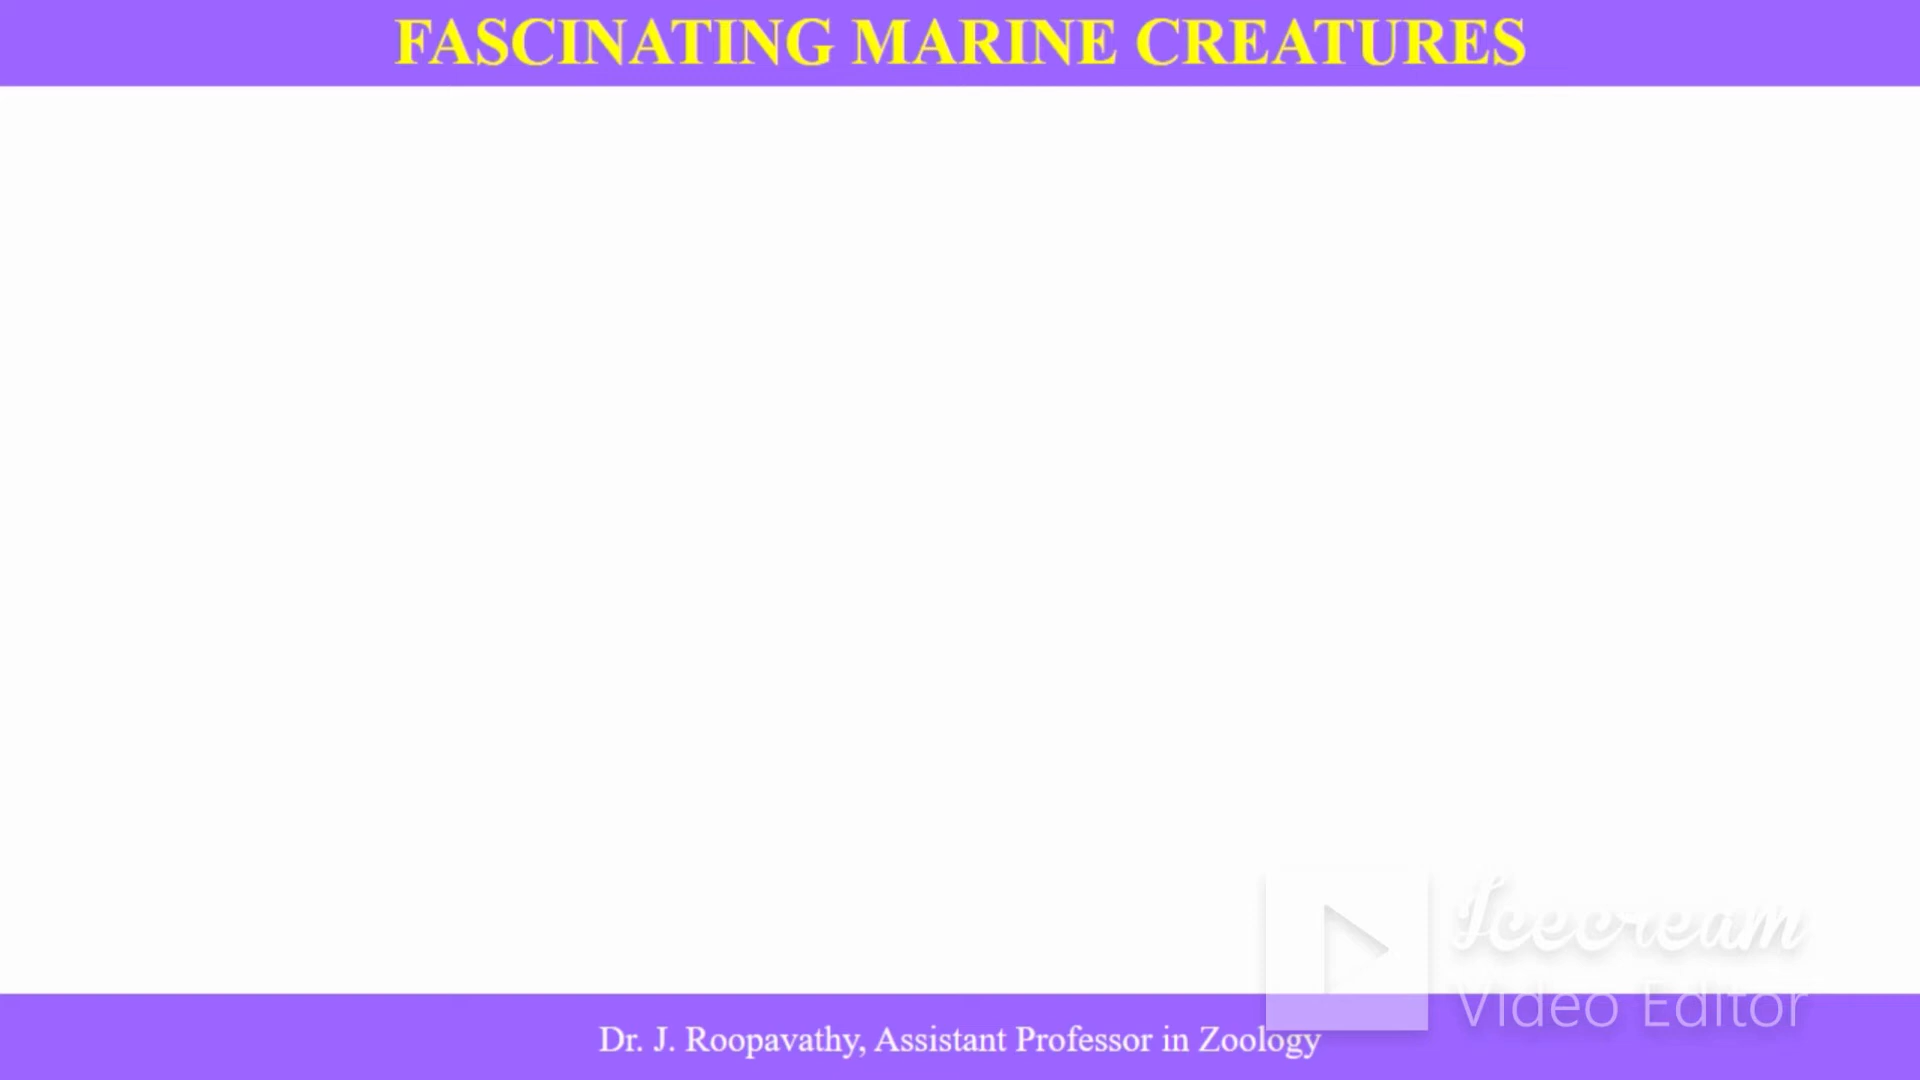 FASCINATING MARINE CREATURES
Icecream
Video Editor
Dr. J. Roopavathy, Assistant Professor in Zoology